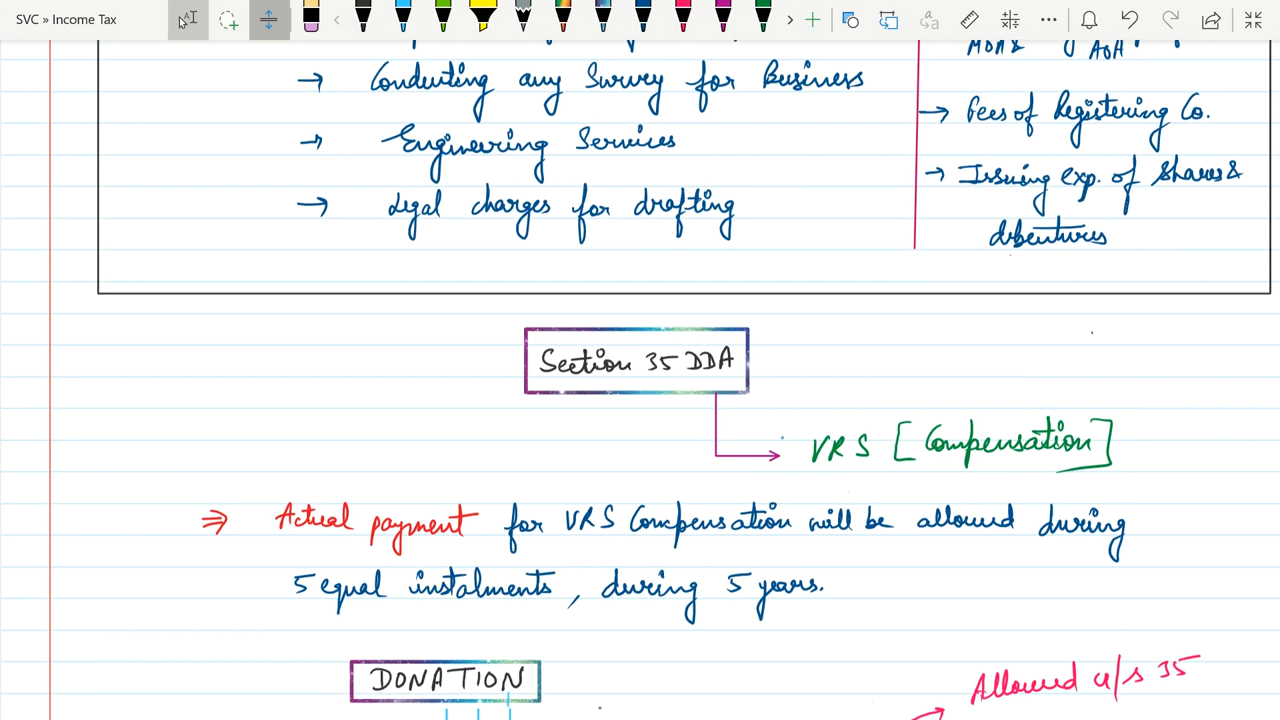 SVC » Income Tax
MOA & AOA
→ Conducting any Survey for Business
→ Engineering Services
→ Legal charges for drafting
→ Fees of Registering Co.
→ Issuing exp. of Shares &
debentures
Section 35 DDA
VRS [Compensation]
⇒ Actual payment for VRS Compensation will be allowed during
5 equal instalments, during 5 years.
DONATION
Allowed u/s 35